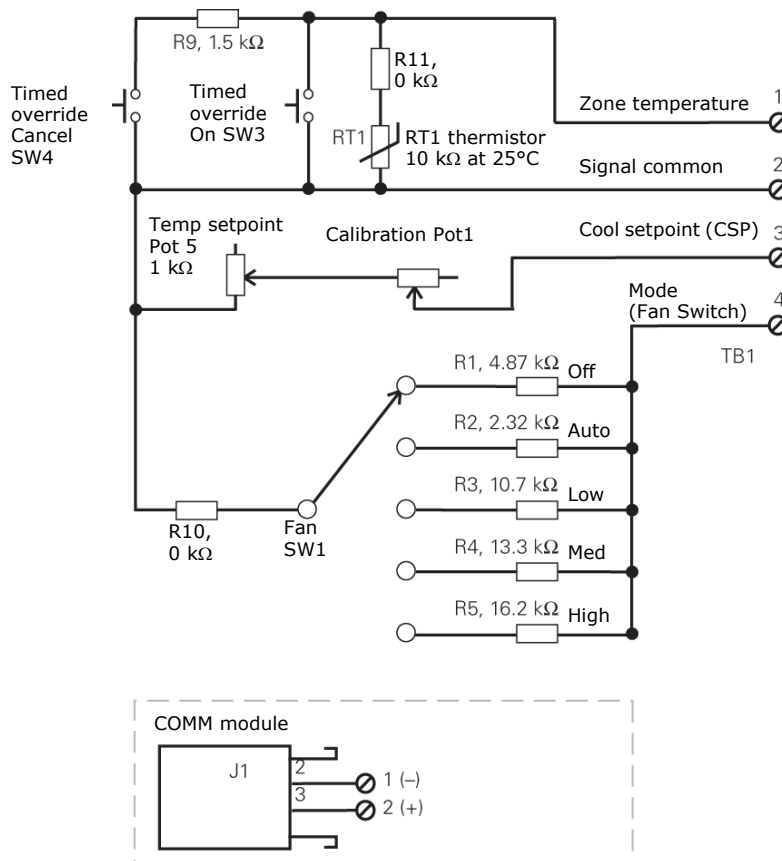 R9, 1.5 kΩ
R11,
0 kΩ
Timed
override
Cancel
SW4
Timed
override
On SW3
RT1
RT1 thermistor
10 kΩ at 25°C
Zone temperature
1
Signal common
2
Temp setpoint
Pot 5
1 kΩ
Calibration Pot1
Cool setpoint (CSP)
3
Mode
(Fan Switch)
4
TB1
R1, 4.87 kΩ Off
R2, 2.32 kΩ Auto
R3, 10.7 kΩ Low
R4, 13.3 kΩ Med
R5, 16.2 kΩ High
R10,
0 kΩ
Fan
SW1
COMM module
J1
2
3
1 (–)
2 (+)